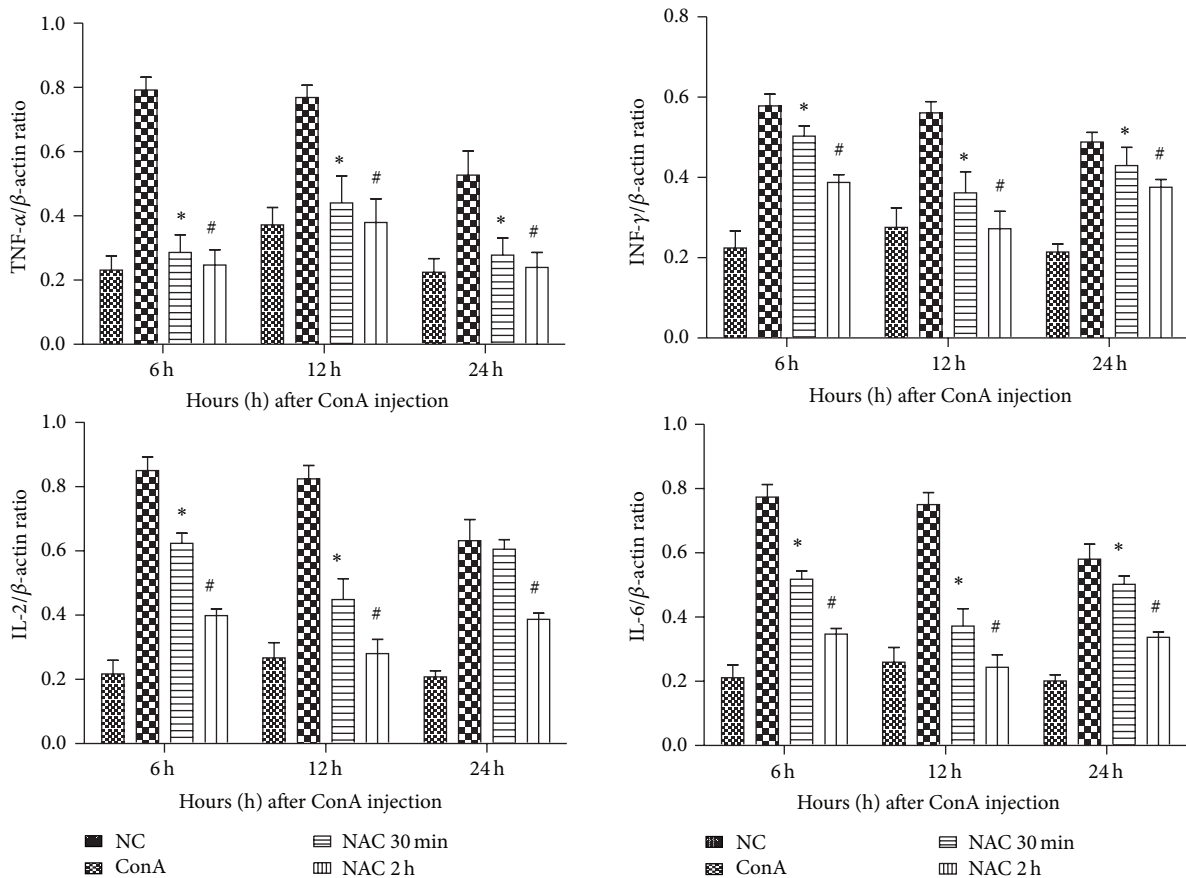 1.0
0.8
0.6
0.4
0.2
0.0
TNF-α/β-actin ratio
*
#
*
#
*
#
6 h
12 h
24 h
Hours (h) after ConA injection
0.8
0.6
0.4
0.2
0.0
INF-γ/β-actin ratio
*
#
*
#
*
#
6 h
12 h
24 h
Hours (h) after ConA injection
1.0
0.8
0.6
0.4
0.2
0.0
IL-2/β-actin ratio
*
#
*
#
#
6 h
12 h
24 h
Hours (h) after ConA injection
NC
ConA
NAC 30 min
NAC 2 h
1.0
0.8
0.6
0.4
0.2
0.0
IL-6/β-actin ratio
*
#
*
#
*
#
6 h
12 h
24 h
Hours (h) after ConA injection
NC
ConA
NAC 30 min
NAC 2 h